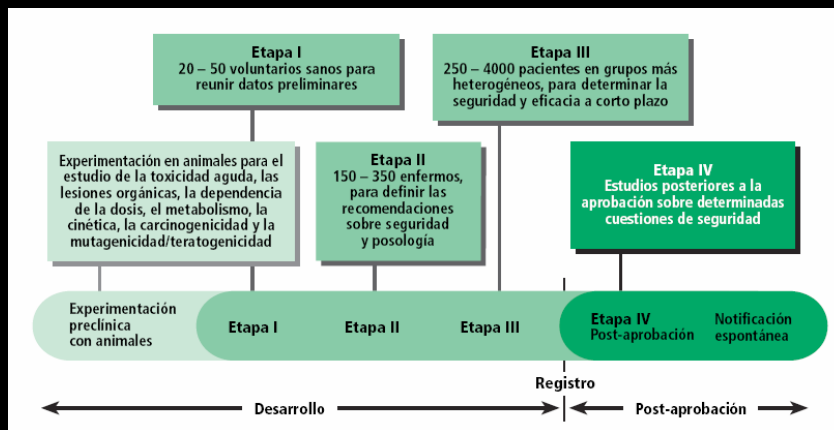 Etapa I
20 – 50 voluntarios sanos para
reunir datos preliminares
Etapa III
250 – 4000 pacientes en grupos más
heterogéneos, para determinar la
seguridad y eficacia a corto plazo
Experimentación en animales para el
estudio de la toxicidad aguda, las
lesiones orgánicas, la dependencia
de la dosis, el metabolismo, la
cinética, la carcinogenicidad y la
mutagenicidad/teratogenicidad
Etapa II
150 – 350 enfermos,
para definir las
recomendaciones
sobre seguridad
y posología
Etapa IV
Estudios posteriores a la
aprobación sobre determinadas
cuestiones de seguridad
Experimentación
preclínica
con animales
Etapa I
Etapa II
Etapa III
Etapa IV
Post-aprobación
Notificación
espontánea
Registro
Desarrollo
Post-aprobación